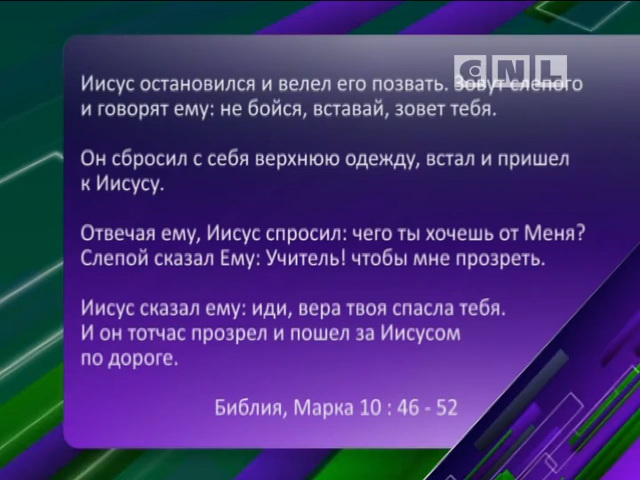 CNL
Иисус остановился и велел его позвать. Зовут слепого
и говорят ему: не бойся, вставай, зовет тебя.
Он сбросил с себя верхнюю одежду, встал и пришел
к Иисусу.
Отвечая ему, Иисус спросил: чего ты хочешь от Меня?
Слепой сказал Ему: Учитель! чтобы мне прозреть.
Иисус сказал ему: иди, вера твоя спасла тебя.
И он тотчас прозрел и пошел за Иисусом
по дороге.
Библия, Марка 10 : 46 - 52